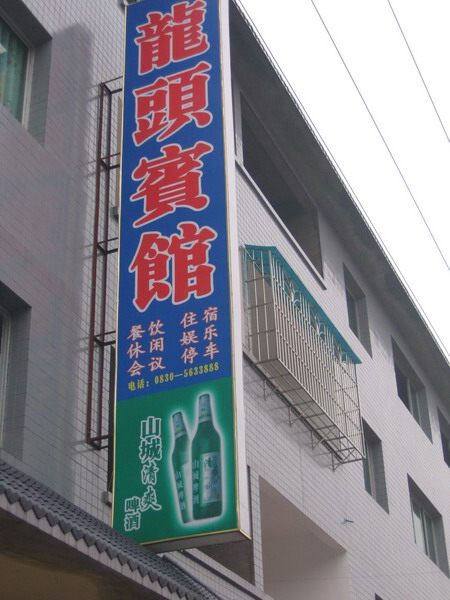 龍頭賓館
餐饮 住宿
休闲 娱乐
会议 停车
电话：0830—5633888
山城清爽
啤酒